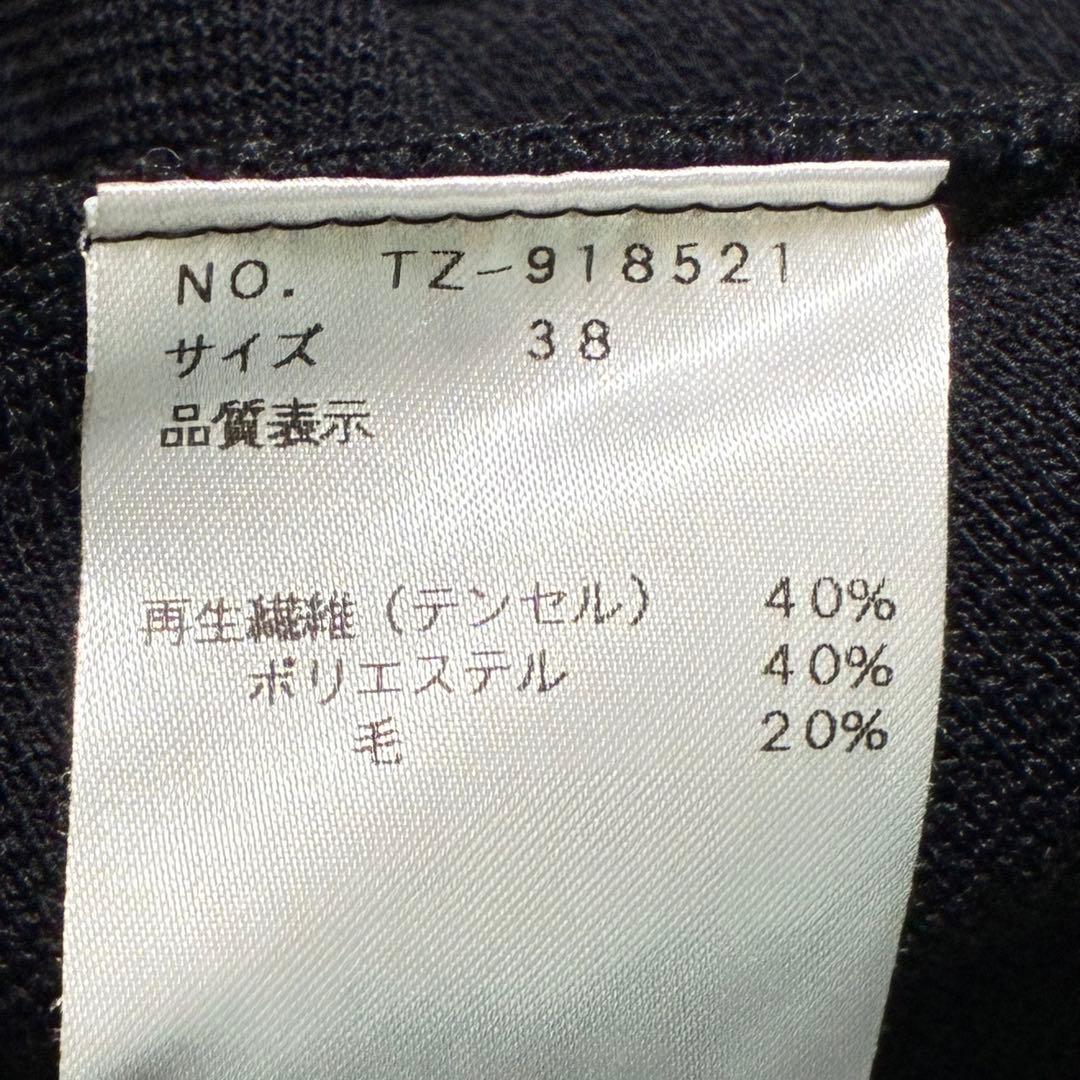 NO. TZ-918521
サイズ 38
品質表示
再生繊維（テンセル） 40%
ポリエステル 40%
毛 20%